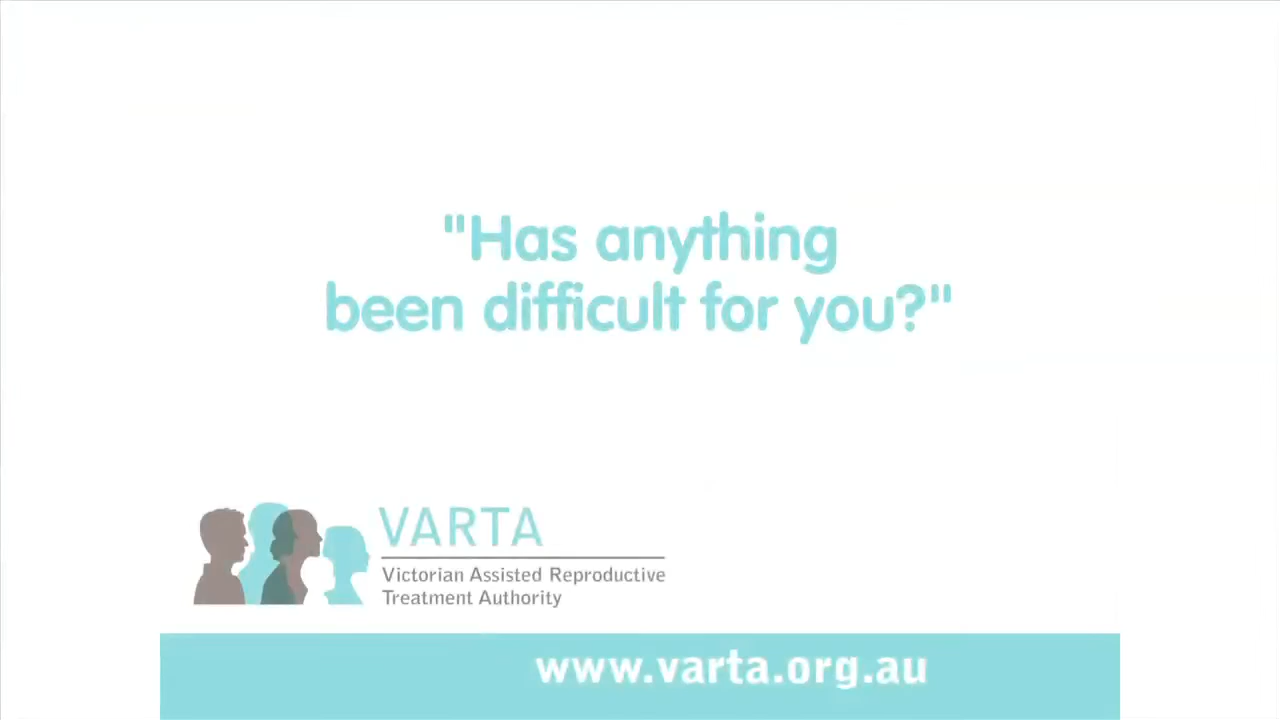 "Has anything
been difficult for you?"
VARTA
Victorian Assisted Reproductive
Treatment Authority
www.varta.org.au